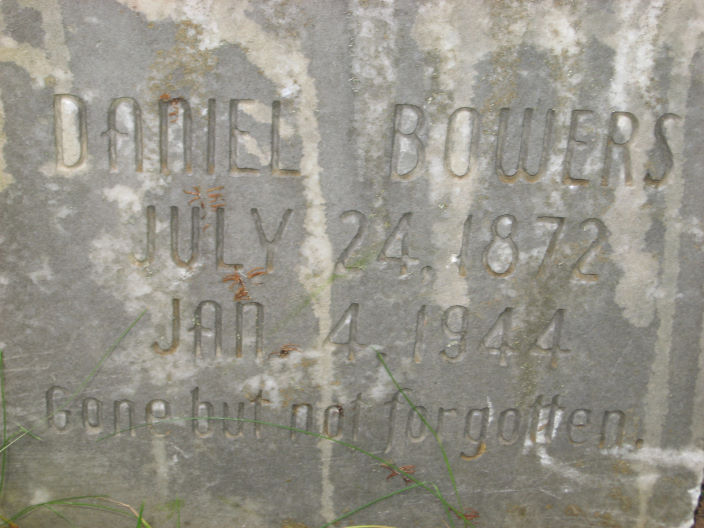 DANIEL BOWERS
JULY 24, 1872
JAN 4 1944
Gone but not forgotten.